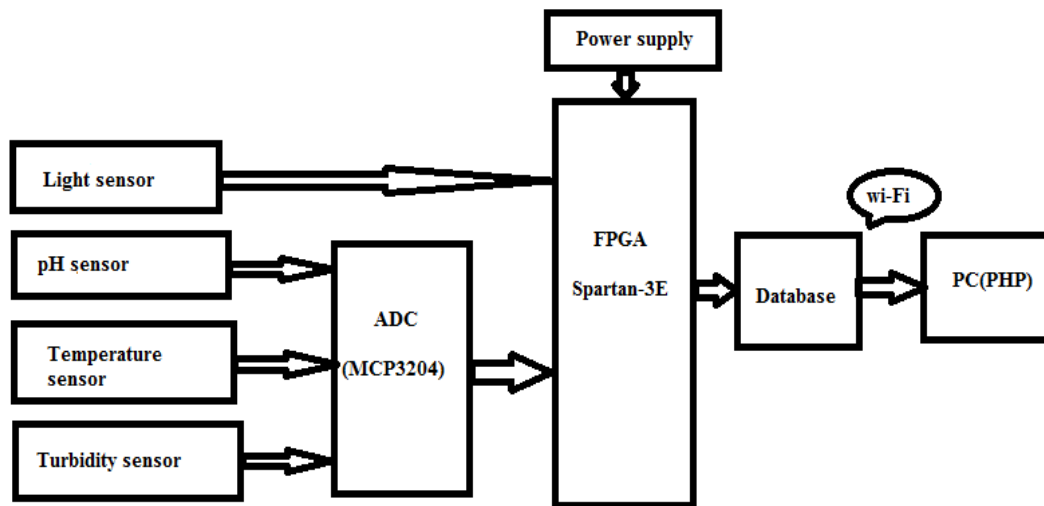 Power supply
Light sensor
pH sensor
Temperature
sensor
Turbidity sensor
ADC
(MCP3204)
FPGA
Spartan-3E
Database
wi-Fi
PC(PHP)